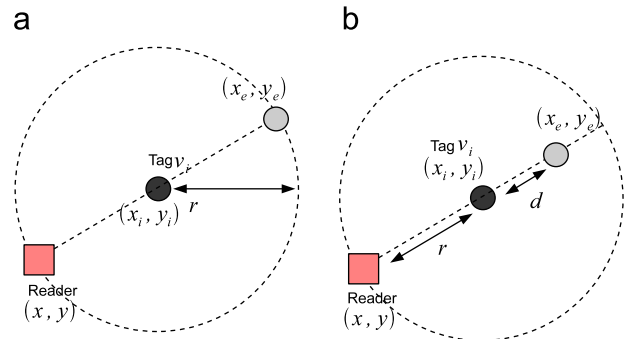 a
(x_e, y_e)
Tag v_i
(x_i, y_i)
r
Reader
(x, y)
b
(x_e, y_e)
Tag v_i
(x_i, y_i)
d
r
Reader
(x, y)